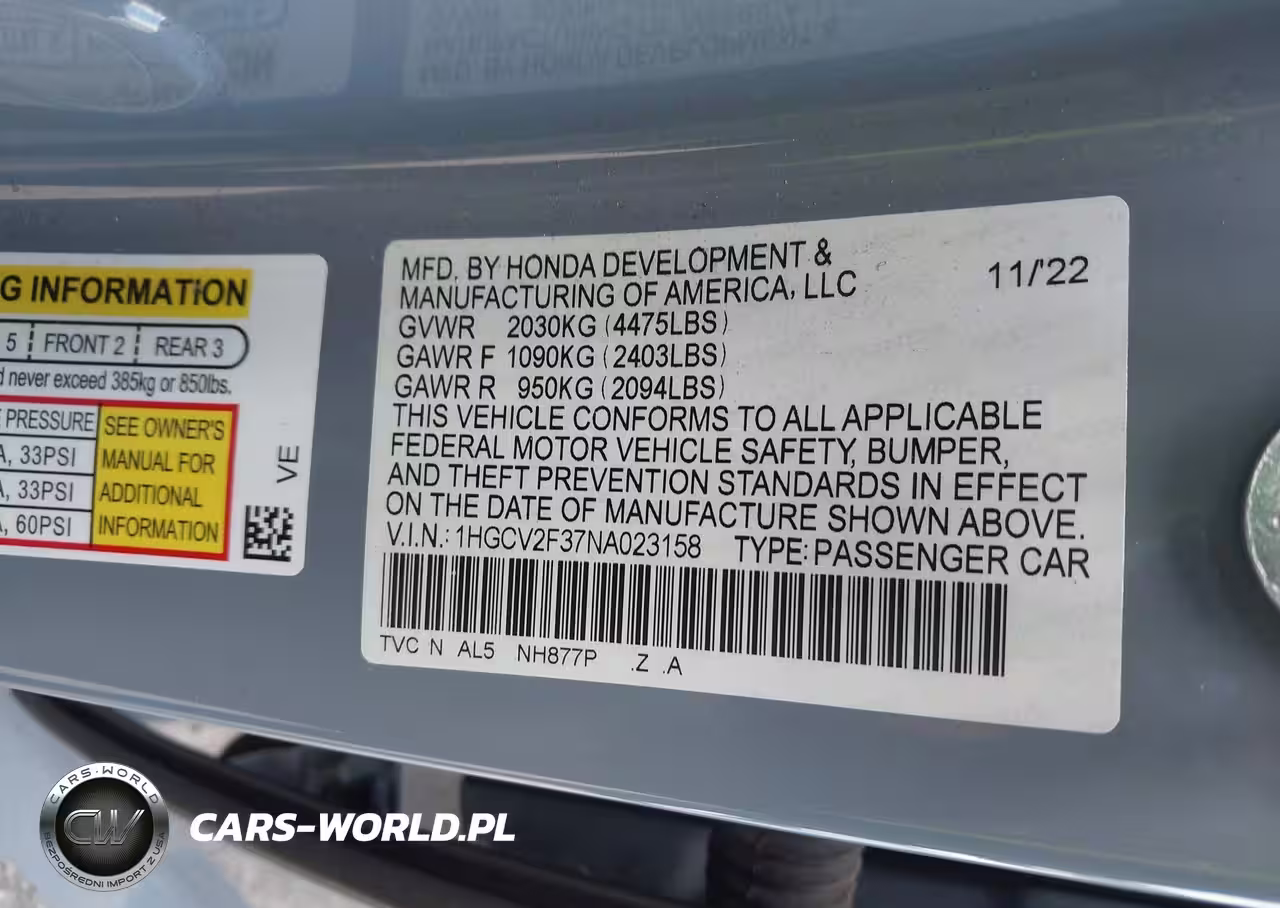 G INFORMATION
5 FRONT 2 REAR 3
d never exceed 385kg or 850lbs.
PRESSURE
A, 33PSI
A, 33PSI
A, 60PSI
SEE OWNER'S
MANUAL FOR
ADDITIONAL
INFORMATION
VE
MFD. BY HONDA DEVELOPMENT &
MANUFACTURING OF AMERICA, LLC
11/'22
GVWR 2030KG (4475LBS)
GAWR F 1090KG (2403LBS)
GAWR R 950KG (2094LBS)
THIS VEHICLE CONFORMS TO ALL APPLICABLE
FEDERAL MOTOR VEHICLE SAFETY, BUMPER,
AND THEFT PREVENTION STANDARDS IN EFFECT
ON THE DATE OF MANUFACTURE SHOWN ABOVE.
V.I.N.: 1HGCV2F37NA023158 TYPE: PASSENGER CAR
TVC N AL5 NH877P .Z .A
CARS-WORLD
CW
BEZPOŚREDNI IMPORT Z USA
CARS-WORLD.PL